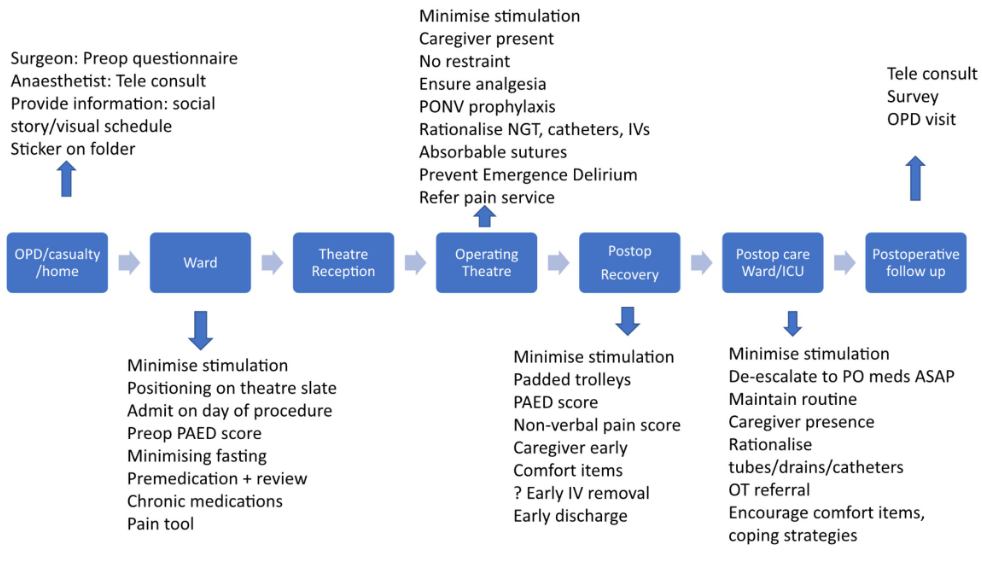 Surgeon: Preop questionnaire
Anaesthetist: Tele consult
Provide information: social
story/visual schedule
Sticker on folder
Minimise stimulation
Caregiver present
No restraint
Ensure analgesia
PONV prophylaxis
Rationalise NGT, catheters, IVs
Absorbable sutures
Prevent Emergence Delirium
Refer pain service
Tele consult
Survey
OPD visit
OPD/casualty
/home
Ward
Theatre
Reception
Operating
Theatre
Postop
Recovery
Postop care
Ward/ICU
Postoperative
follow up
Minimise stimulation
Positioning on theatre slate
Admit on day of procedure
Preop PAED score
Minimising fasting
Premedication + review
Chronic medications
Pain tool
Minimise stimulation
Padded trolleys
PAED score
Non-verbal pain score
Caregiver early
Comfort items
? Early IV removal
Early discharge
Minimise stimulation
De-escalate to PO meds ASAP
Maintain routine
Caregiver presence
Rationalise
tubes/drains/catheters
OT referral
Encourage comfort items,
coping strategies